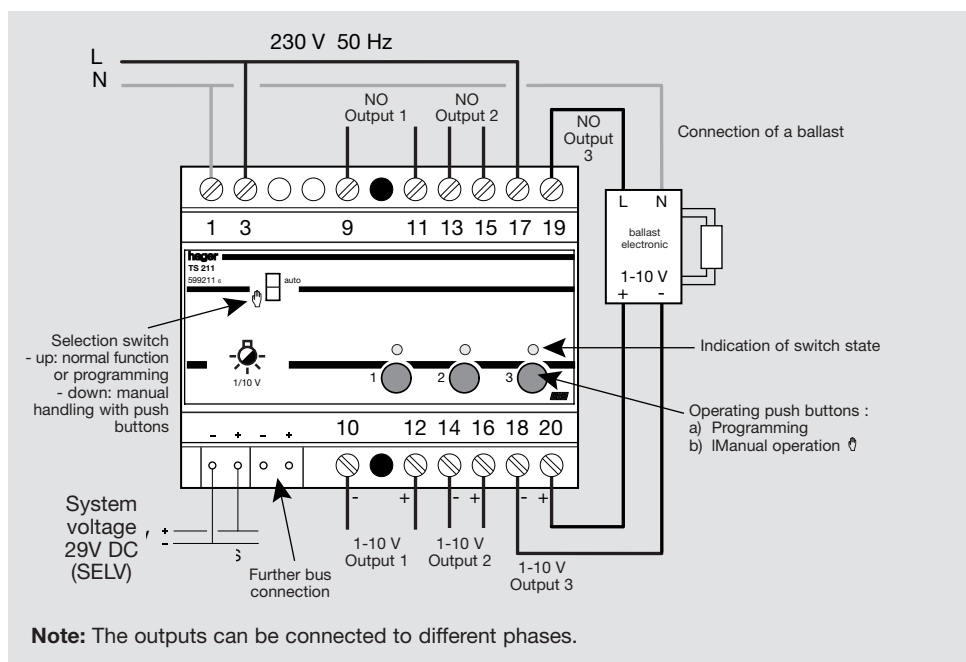 230 V 50 Hz
L
N
NO
Output 1
NO
Output 2
NO
Output
3
Connection of a ballast
L N
ballast
electronic
1-10 V
+ -
1 3 9 11 13 15 17 19
hager
TS 211
599211 6
auto
Selection switch
- up: normal function
or programming
- down: manual
handling with push
buttons
1/10 V
1 2 3
Indication of switch state
Operating push buttons :
a) Programming
b) lManual operation
- + - +
10 12 14 16 18 20
- + - + - +
System
voltage
29V DC
(SELV)
+
-
s
Further bus
connection
1-10 V
Output 1
1-10 V
Output 2
1-10 V
Output 3
Note: The outputs can be connected to different phases.